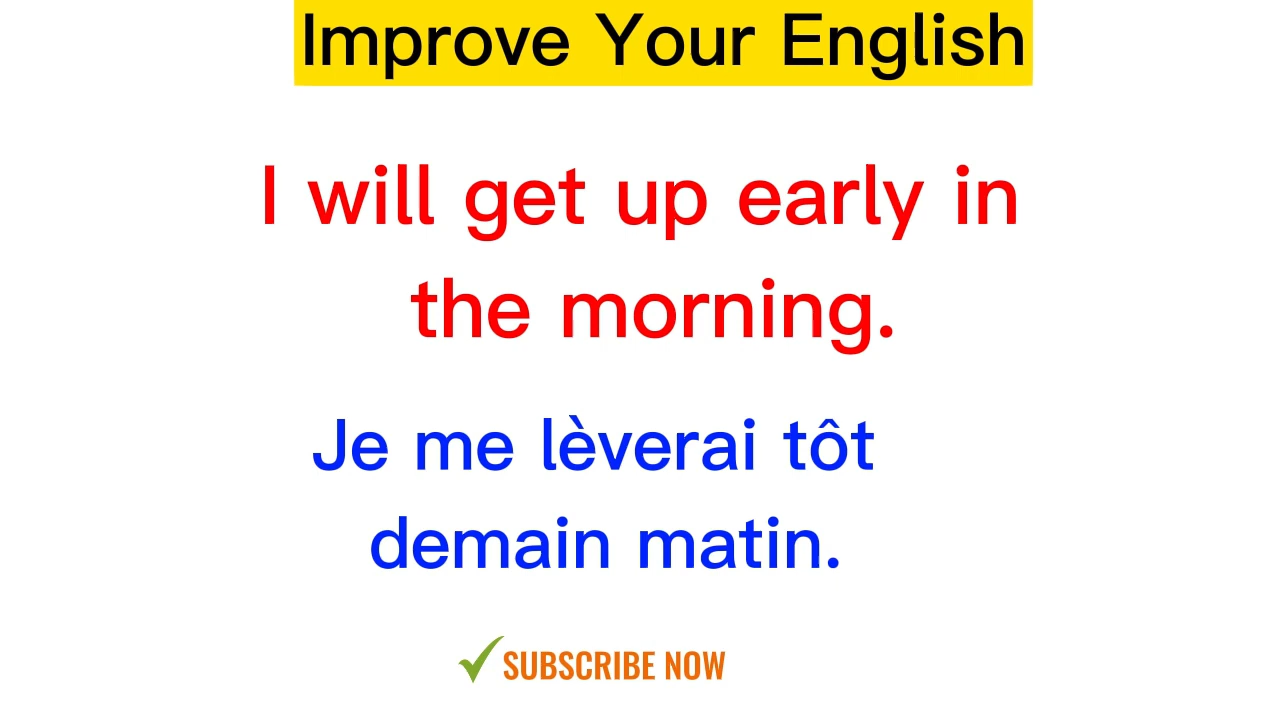 Improve Your English
I will get up early in
the morning.
Je me lèverai tôt
demain matin.
SUBSCRIBE NOW